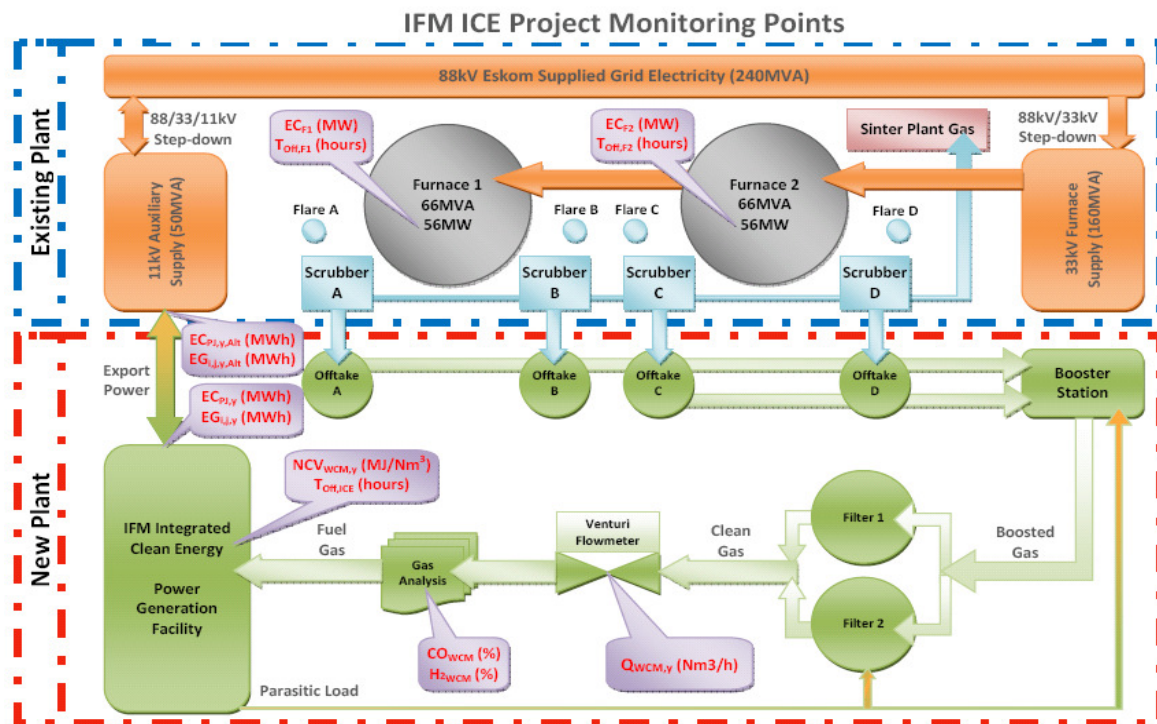 IFM ICE Project Monitoring Points
Existing Plant
88kV Eskom Supplied Grid Electricity (240MVA)
88/33/11kV
Step-down
EC_F1 (MW)
T_Off,F1 (hours)
EC_F2 (MW)
T_Off,F2 (hours)
Sinter Plant Gas
88kV/33kV
Step-down
11kV Auxiliary
Supply (50MVA)
Furnace 1
66MVA
56MW
Furnace 2
66MVA
56MW
33kV Furnace
Supply (160MVA)
Flare A
Flare B
Flare C
Flare D
Scrubber
A
Scrubber
B
Scrubber
C
Scrubber
D
New Plant
Export
Power
EC_PJ,y,Alt (MWh)
EG_i,j,y,Alt (MWh)
EC_PJ,y (MWh)
EG_i,j,y (MWh)
Offtake
A
Offtake
B
Offtake
C
Offtake
D
Booster
Station
NCV_WCM,y (MJ/Nm³)
T_Off,ICE (hours)
IFM Integrated
Clean Energy
Power
Generation
Facility
Fuel
Gas
Gas
Analysis
Venturi
Flowmeter
Clean
Gas
Filter 1
Filter 2
Boosted
Gas
CO_WCM (%)
H2_WCM (%)
Q_WCM,y (Nm3/h)
Parasitic Load